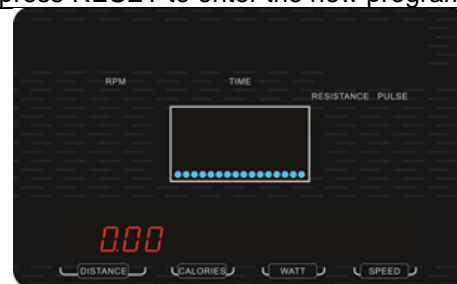 press RESET to enter the new program
RPM TIME
RESISTANCE PULSE
0.00
DISTANCE CALORIES WATT SPEED